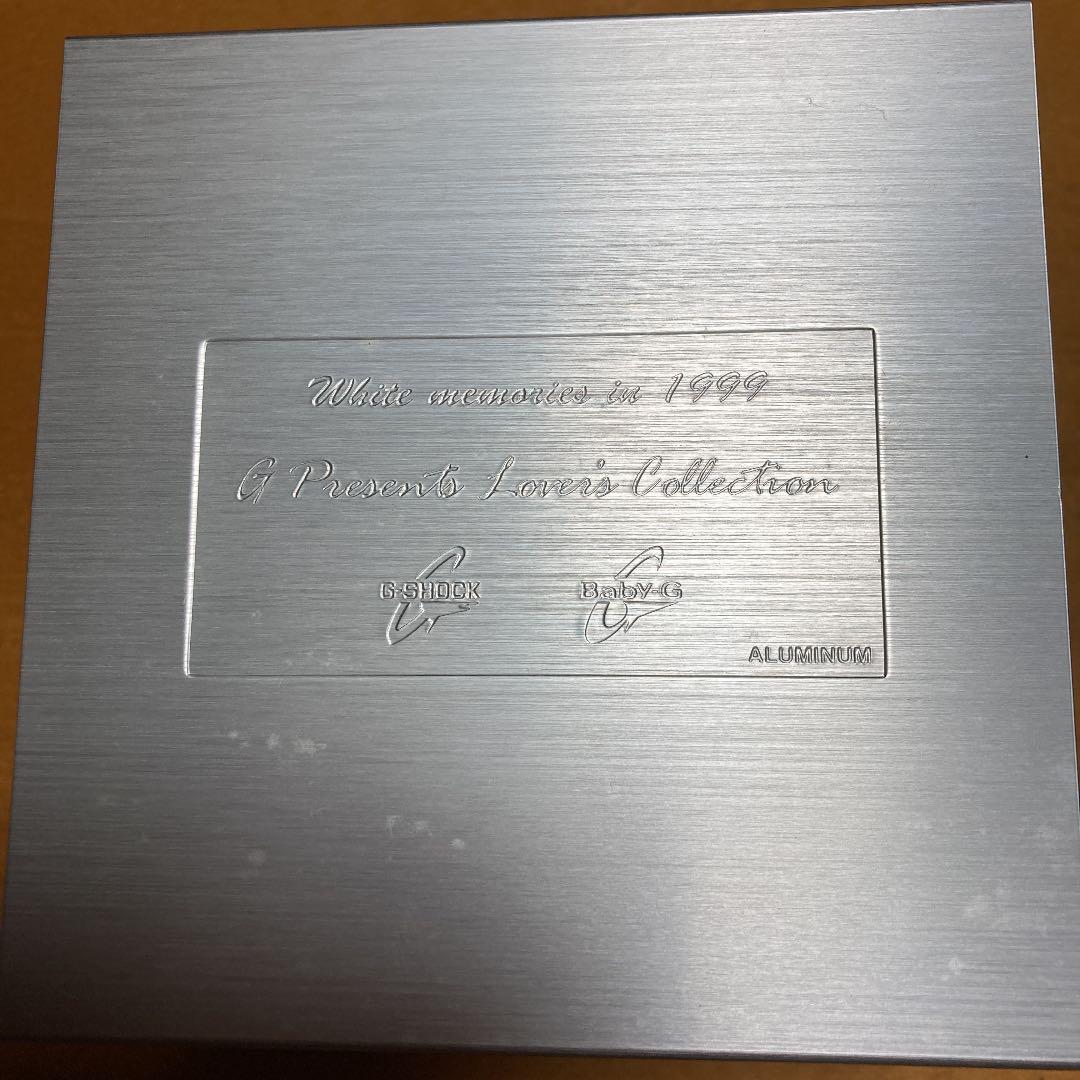 White memories in 1999
G Presents Lover's Collection
G-SHOCK Baby-G
ALUMINUM